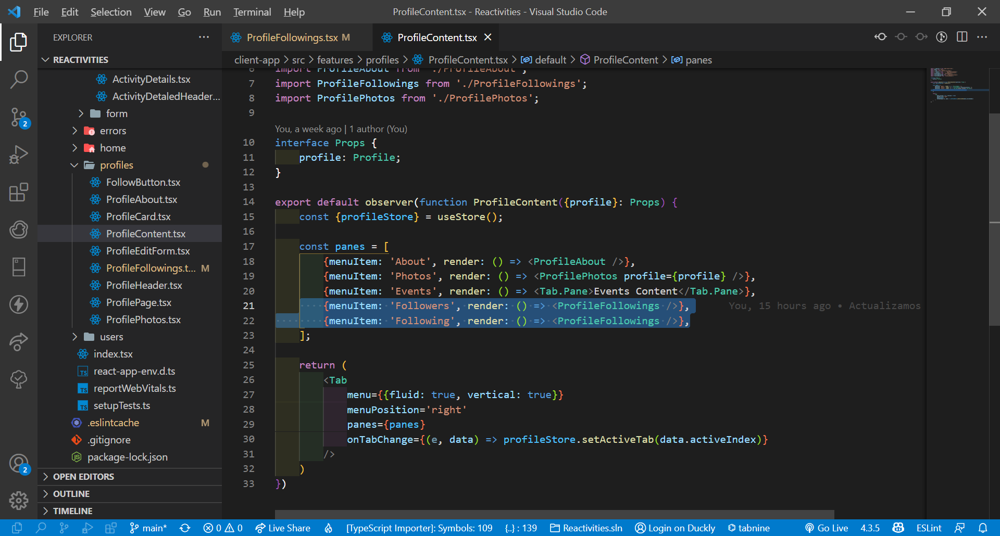 File Edit Selection View Go Run Terminal Help
ProfileContent.tsx - Reactivities - Visual Studio Code
EXPLORER
REACTIVITIES
ActivityDetails.tsx
ActivityDetaledHeader...
form
errors
home
profiles
FollowButton.tsx
ProfileAbout.tsx
ProfileCard.tsx
ProfileContent.tsx
ProfileEditForm.tsx
ProfileFollowings.t... M
ProfileHeader.tsx
ProfilePage.tsx
ProfilePhotos.tsx
users
index.tsx
react-app-env.d.ts
reportWebVitals.ts
setupTests.ts
.eslintcache M
.gitignore
package-lock.json
OPEN EDITORS
OUTLINE
TIMELINE
2
2
ProfileFollowings.tsx M
ProfileContent.tsx
client-app > src > features > profiles > ProfileContent.tsx > default > ProfileContent > panes
6 import ProfileAbout from './ProfileAbout';
7 import ProfileFollowings from './ProfileFollowings';
8 import ProfilePhotos from './ProfilePhotos';
9
You, a week ago | 1 author (You)
10 interface Props {
11 profile: Profile;
12 }
13
14 export default observer(function ProfileContent({profile}: Props) {
15 const {profileStore} = useStore();
16
17 const panes = [
18 {menuItem: 'About', render: () => <ProfileAbout />},
19 {menuItem: 'Photos', render: () => <ProfilePhotos profile={profile} />},
20 {menuItem: 'Events', render: () => <Tab.Pane>Events Content</Tab.Pane>},
21 {menuItem: 'Followers', render: () => <ProfileFollowings />}, You, 15 hours ago • Actualizamos
22 {menuItem: 'Following', render: () => <ProfileFollowings />},
23 ];
24
25 return (
26 <Tab
27 menu={{fluid: true, vertical: true}}
28 menuPosition='right'
29 panes={panes}
30 onTabChange={(e, data) => profileStore.setActiveTab(data.activeIndex)}
31 />
32 )
33 })
main* 0 0 Live Share [TypeScript Importer]: Symbols: 109 {..} : 139 Reactivities.sln Login on Duckly tabnine Go Live 4.3.5 ESLint